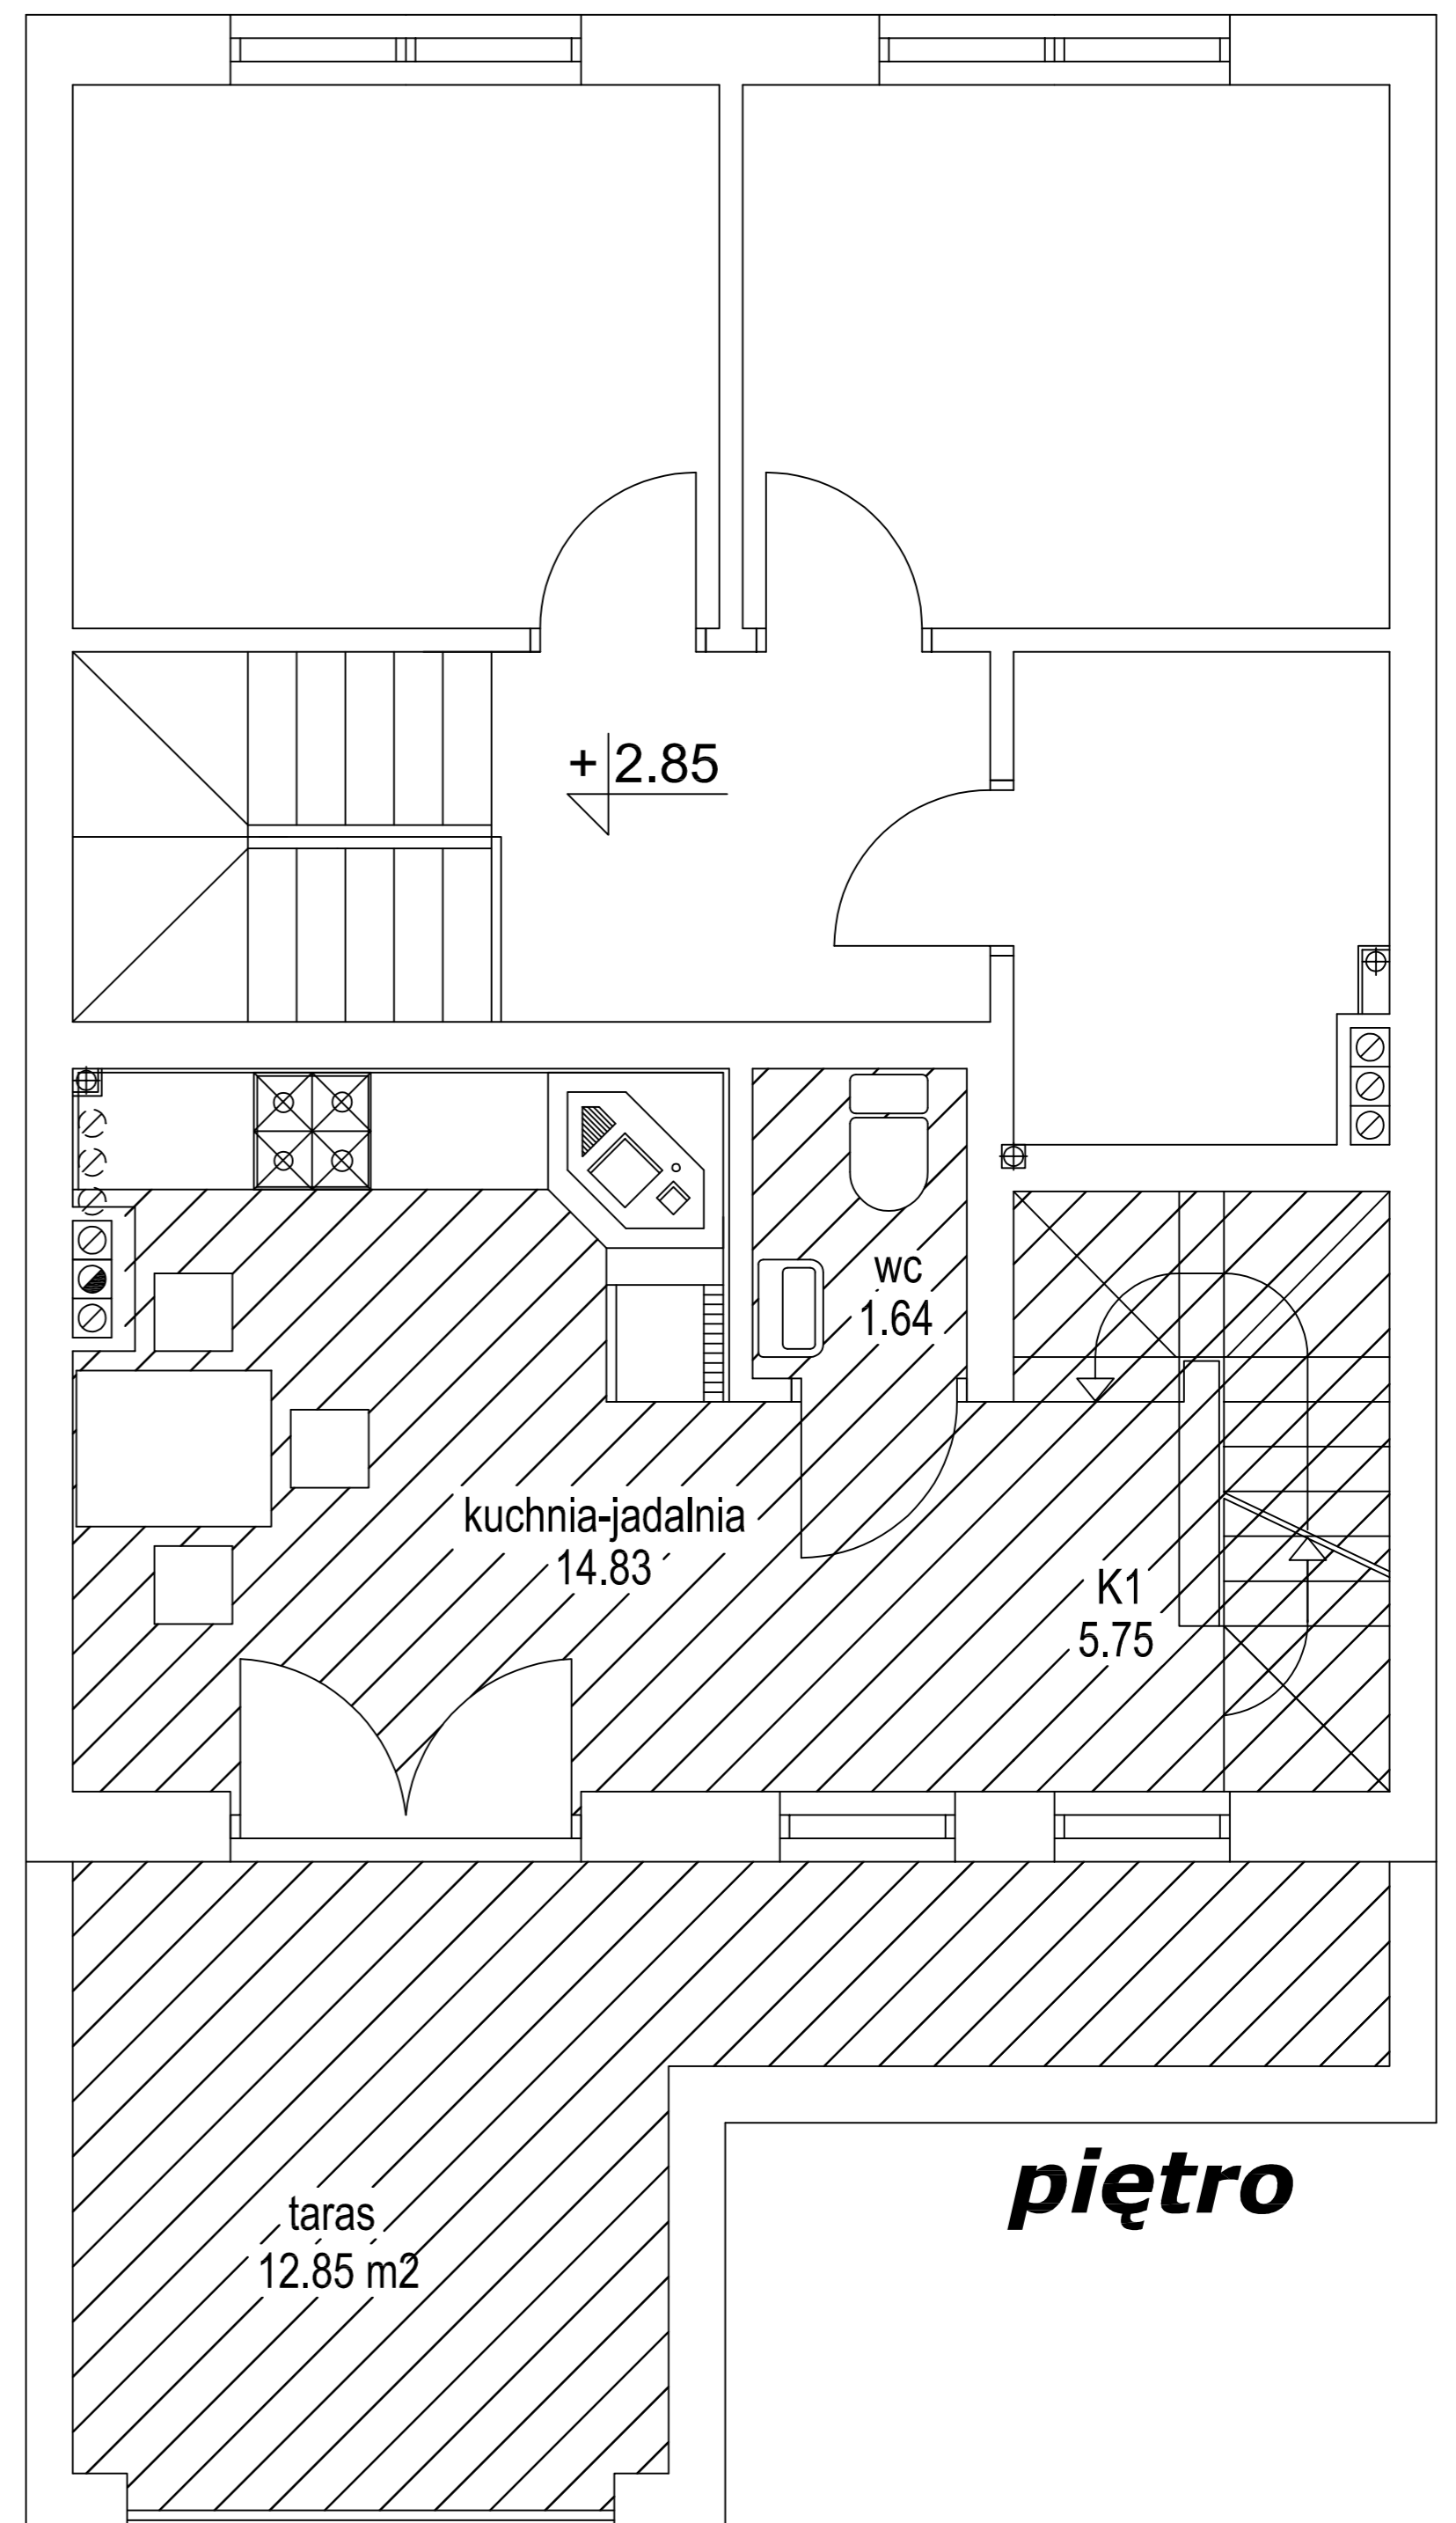 + 2.85
wc
1.64
kuchnia-jadalnia
14.83
K1
5.75
piętro
taras
12.85 m2